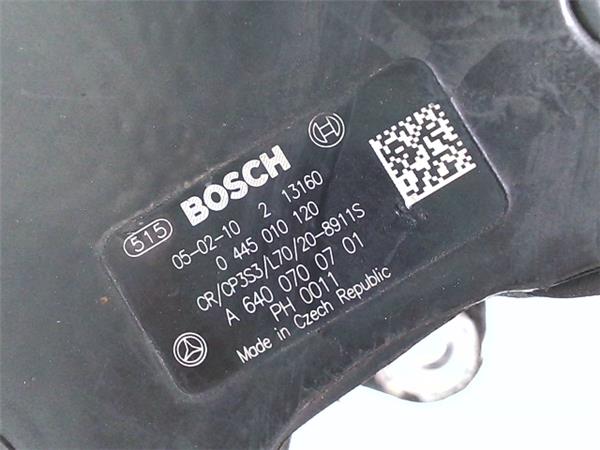 515 BOSCH
05-02-10 2 13160
0 445 010 120
CR/CP3S3/L70/20-8911S
A 640 070 07 01
PH 0011
Made in Czech Republic